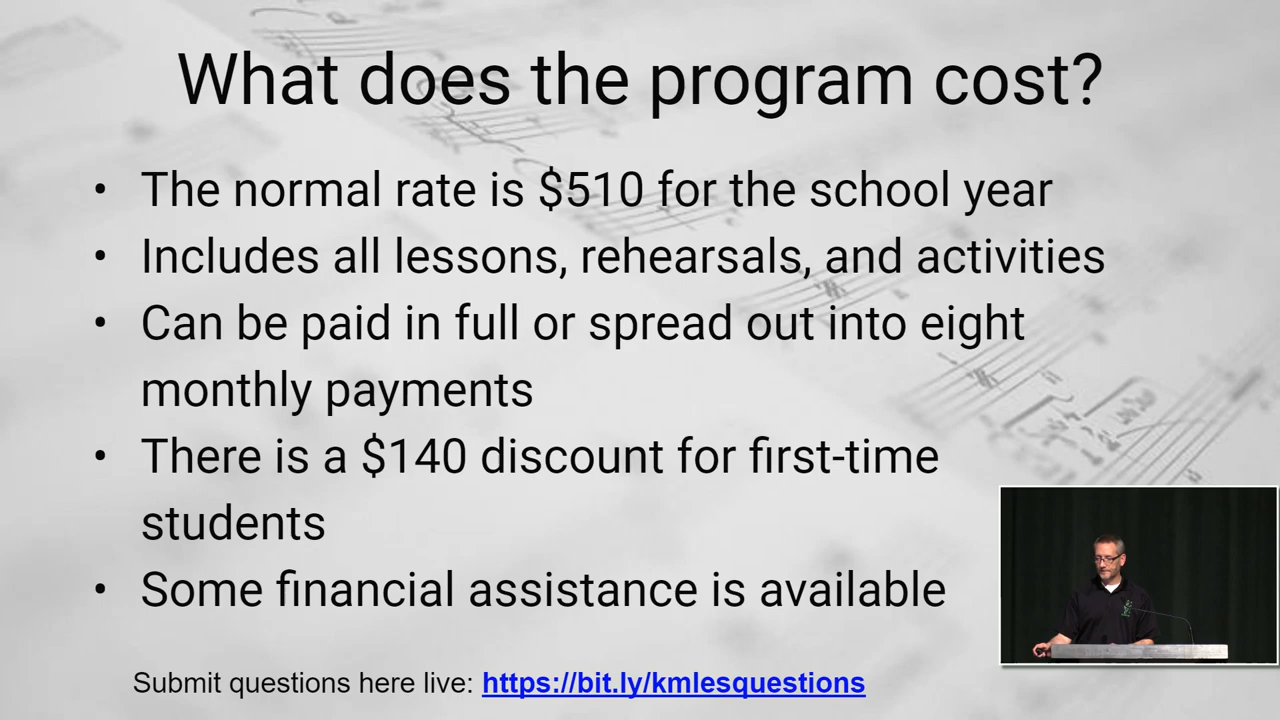 What does the program cost?
• The normal rate is $510 for the school year
• Includes all lessons, rehearsals, and activities
• Can be paid in full or spread out into eight
monthly payments
• There is a $140 discount for first-time
students
• Some financial assistance is available
Submit questions here live: https://bit.ly/kmlesquestions